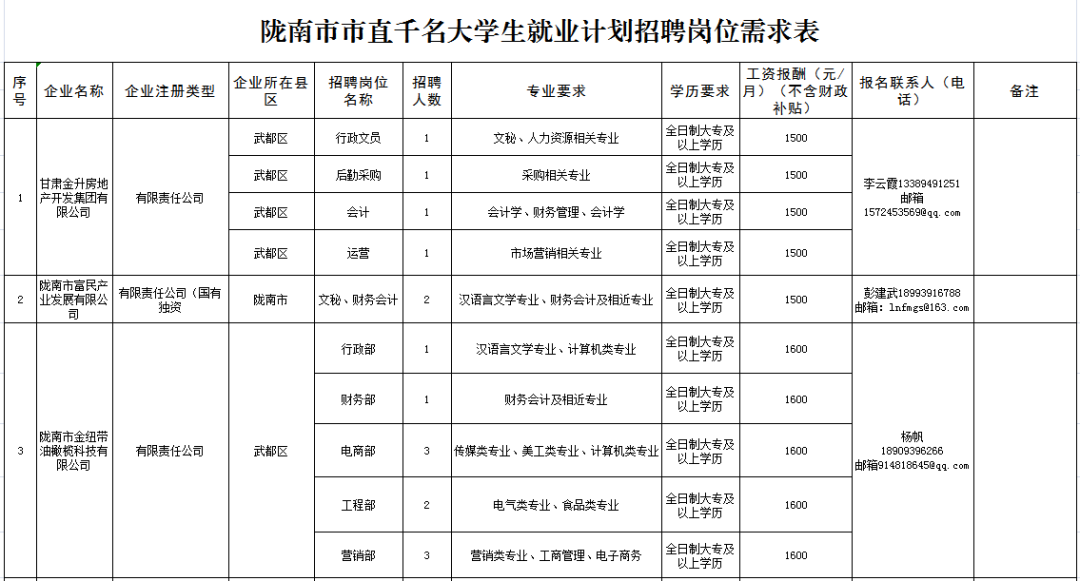 陇南市市直千名大学生就业计划招聘岗位需求表
序号 企业名称 企业注册类型 企业所在县区 招聘岗位名称 招聘人数 专业要求 学历要求 工资报酬（元/月）（不含财政补贴） 报名联系人（电话） 备注
1 甘肃金升房地产开发集团有限公司 有限责任公司 武都区 行政文员 1 文秘、人力资源相关专业 全日制大专及以上学历 1500 李云霞13389491251 邮箱 1572453569@qq.com
武都区 后勤采购 1 采购相关专业 全日制大专及以上学历 1500
武都区 会计 1 会计学、财务管理、会计学 全日制大专及以上学历 1500
武都区 运营 1 市场营销相关专业 全日制大专及以上学历 1500
2 陇南市富民产业发展有限公司 有限责任公司（国有独资 陇南市 文秘、财务会计 2 汉语言文学专业、财务会计及相近专业 全日制大专及以上学历 1500 彭建武18993916788 邮箱：lnfmgs@163.com
3 陇南市金纽带油橄榄科技有限公司 有限责任公司 武都区 行政部 1 汉语言文学专业、计算机类专业 全日制大专及以上学历 1600 杨帆 18909396266 邮箱914818645@qq.com
财务部 1 财务会计及相近专业 全日制大专及以上学历 1600
电商部 3 传媒类专业、美工类专业、计算机类专业 全日制大专及以上学历 1600
工程部 2 电气类专业、食品类专业 全日制大专及以上学历 1600
营销部 3 营销类专业、工商管理、电子商务 全日制大专及以上学历 1600